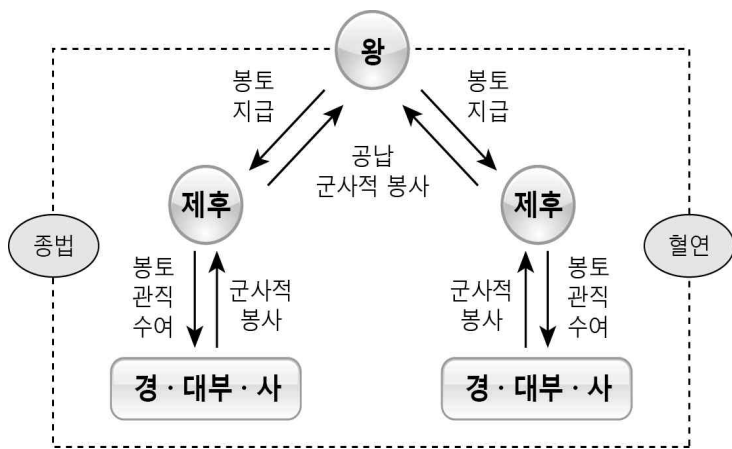 왕
봉토
지급
봉토
지급
공납
군사적 봉사
제후
제후
종법
혈연
봉토
관직
수여
군사적
봉사
군사적
봉사
봉토
관직
수여
경 · 대부 · 사
경 · 대부 · 사